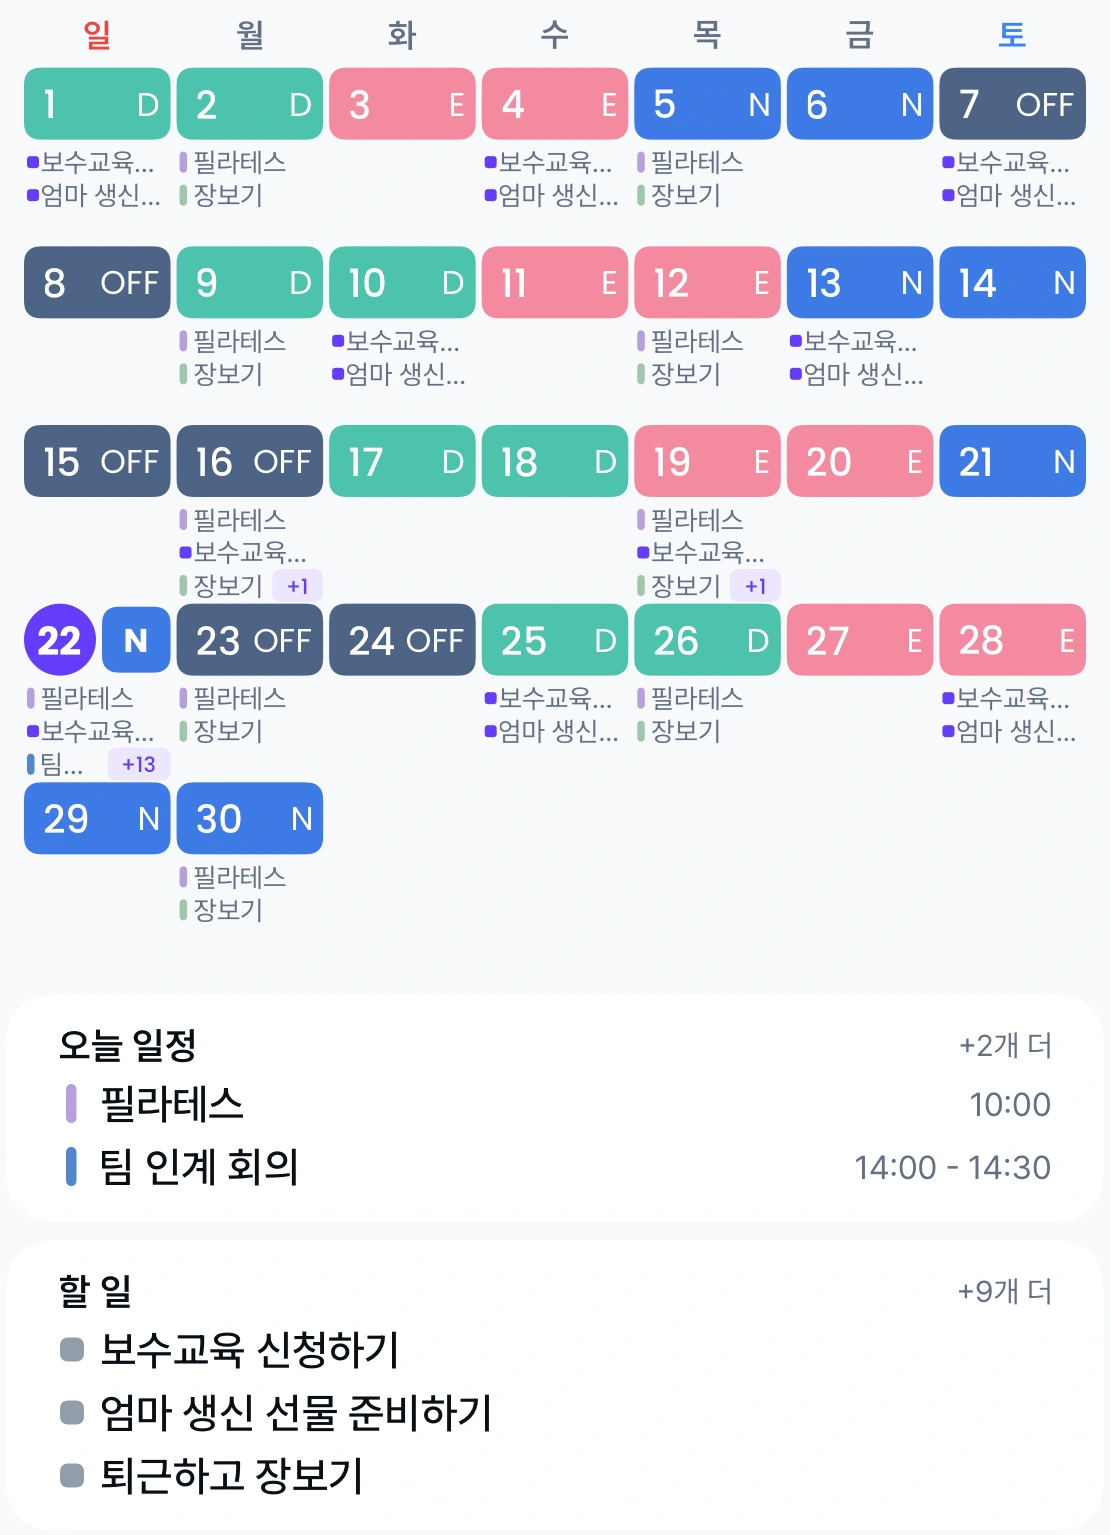 일 월 화 수 목 금 토
1 D 2 D 3 E 4 E 5 N 6 N 7 OFF
보수교육... 필라테스 보수교육... 필라테스 보수교육...
엄마 생신... 장보기 엄마 생신... 장보기 엄마 생신...
8 OFF 9 D 10 D 11 E 12 E 13 N 14 N
필라테스 보수교육... 필라테스 보수교육...
장보기 엄마 생신... 장보기 엄마 생신...
15 OFF 16 OFF 17 D 18 D 19 E 20 E 21 N
필라테스 필라테스
보수교육... 보수교육...
장보기 +1 장보기 +1
22 N 23 OFF 24 OFF 25 D 26 D 27 E 28 E
필라테스 필라테스 보수교육... 필라테스 보수교육...
보수교육... 장보기 엄마 생신... 장보기 엄마 생신...
팀... +13
29 N 30 N
필라테스
장보기
오늘 일정 +2개 더
필라테스 10:00
팀 인계 회의 14:00 - 14:30
할 일 +9개 더
보수교육 신청하기
엄마 생신 선물 준비하기
퇴근하고 장보기